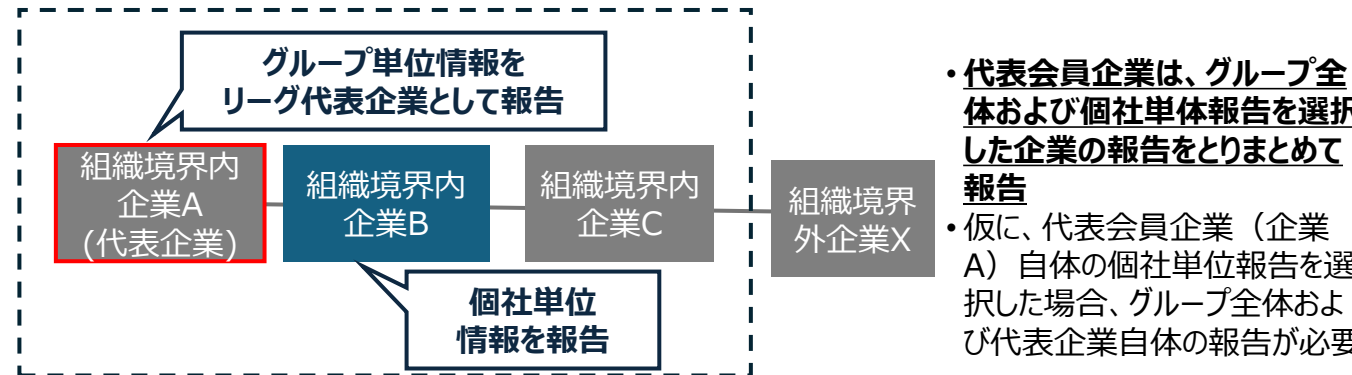 グループ単位情報を
リーグ代表企業として報告
組織境界内
企業A
(代表企業)
組織境界内
企業B
組織境界内
企業C
組織境界
外企業X
個社単位
情報を報告
・代表会員企業は、グループ全
体および個社単体報告を選択
した企業の報告をとりまとめて
報告
・仮に、代表会員企業（企業
A）自体の個社単位報告を選
択した場合、グループ全体およ
び代表企業自体の報告が必要